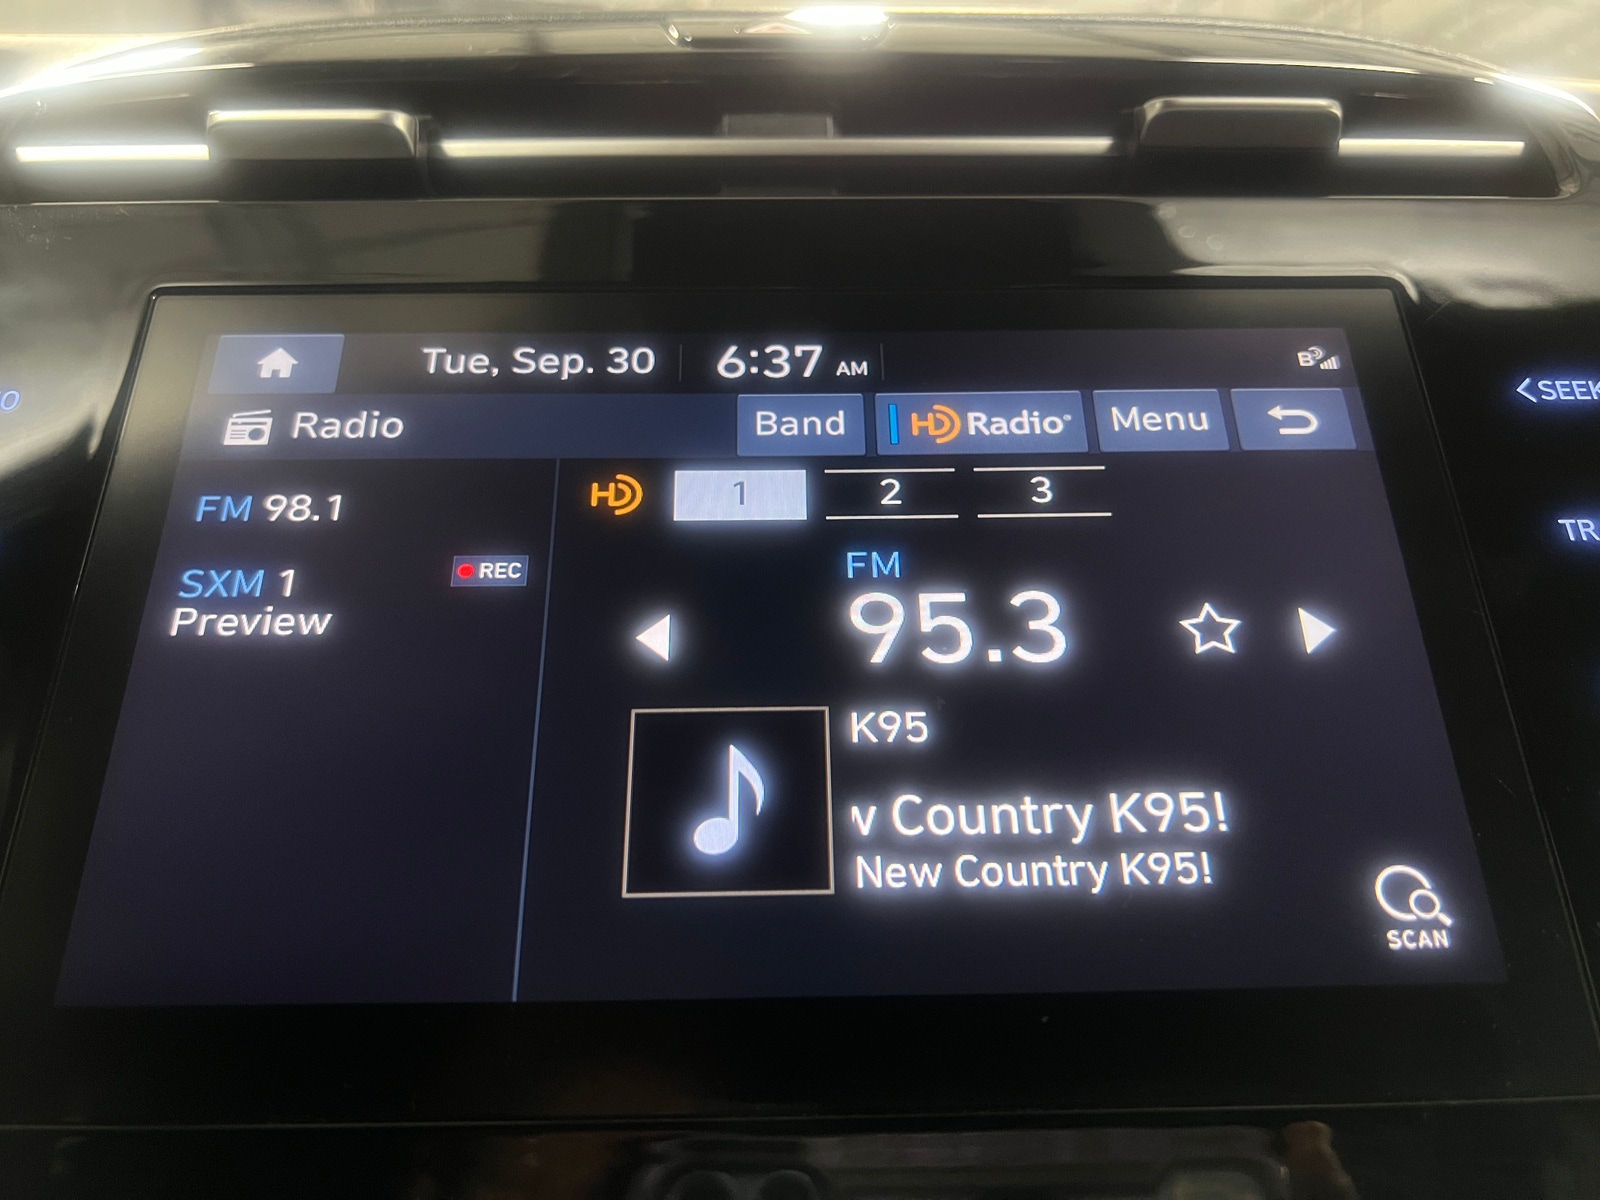 Tue, Sep. 30 6:37 AM
Radio Band HD Radio® Menu
FM 98.1
SXM 1 REC
Preview
HD 1 2 3
FM
95.3
K95
Country K95!
New Country K95!
SCAN
<SEEK
TR